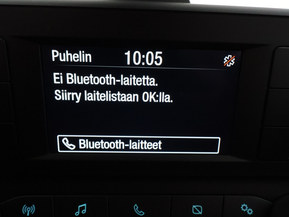 Puhelin 10:05
Ei Bluetooth-laitetta.
Siirry laitelistaan OK:lla.
Bluetooth-laitteet